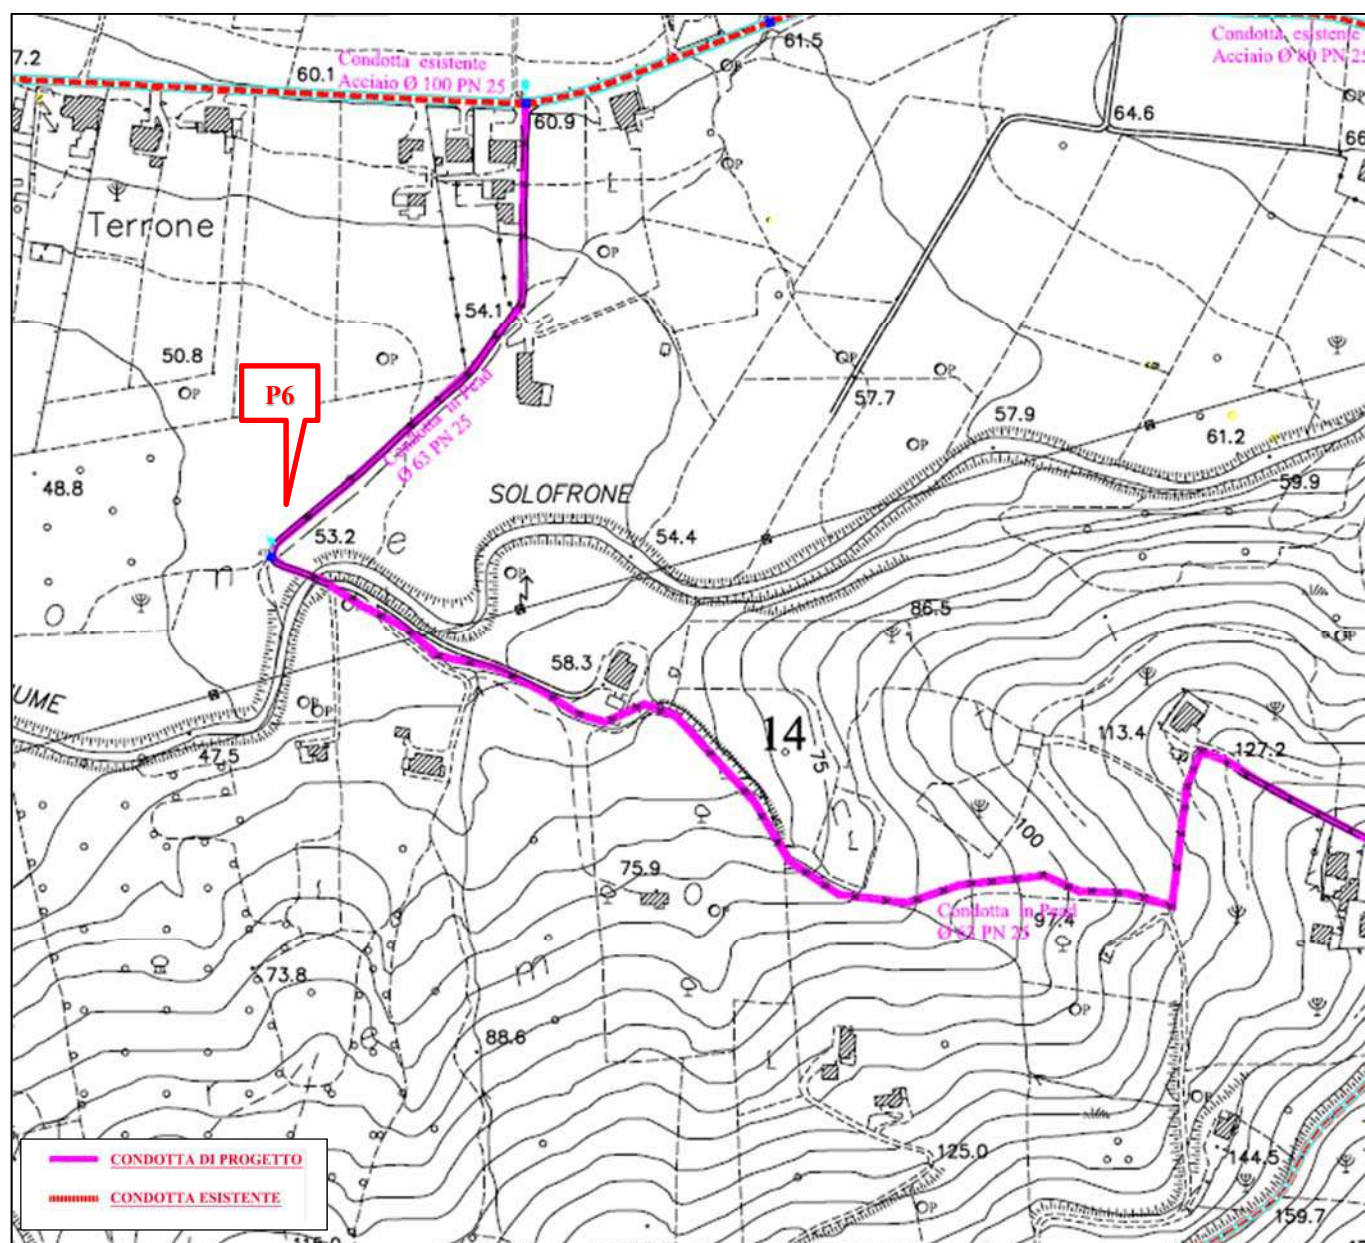 61.5
Condotta esistente
Acciaio Ø 80 PN 25
7.2
60.1
Condotta esistente
Acciaio Ø 100 PN 25
60.9
64.6
66
Terrone
54.1
50.8
57.7
57.9
61.2
P6
Condotta in Pead
Ø 63 PN 25
48.8
SOLOFRONE
59.9
53.2
54.4
e
n
o
86.5
58.3
UME
47.5
14
75
113.4
127.2
100
75.9
o
Condotta in Pead
97.4
PN 25
73.8
m
88.6
125.0
144.5
159.7
CONDOTTA DI PROGETTO
CONDOTTA ESISTENTE
115.0